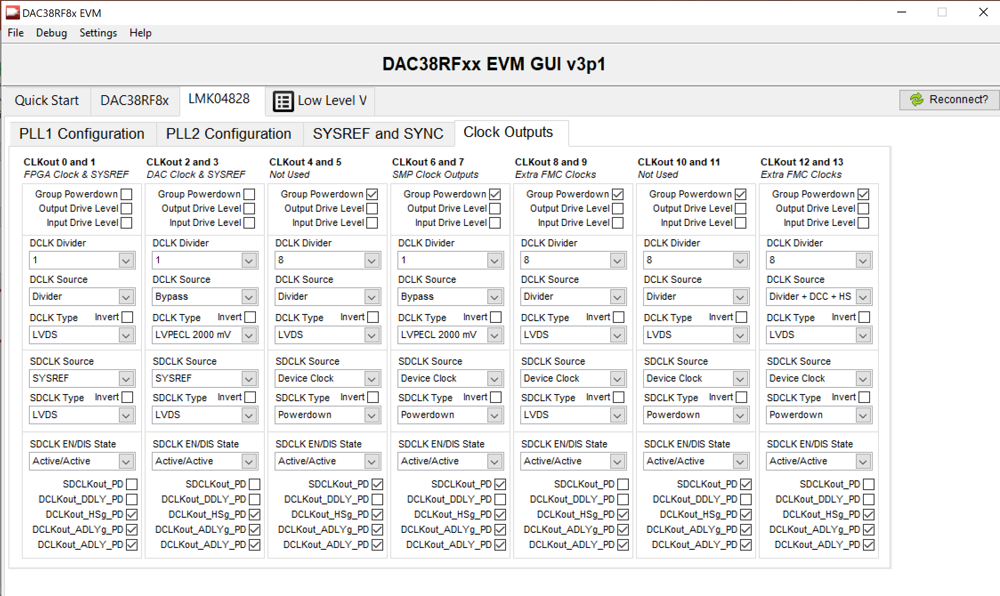 DAC38RF8x EVM
File Debug Settings Help
DAC38RFxx EVM GUI v3p1
Quick Start DAC38RF8x LMK04828 Low Level V Reconnect?
PLL1 Configuration PLL2 Configuration SYSREF and SYNC Clock Outputs
CLKout 0 and 1 CLKout 2 and 3 CLKout 4 and 5 CLKout 6 and 7 CLKout 8 and 9 CLKout 10 and 11 CLKout 12 and 13
FPGA Clock & SYSREF DAC Clock & SYSREF Not Used SMP Clock Outputs Extra FMC Clocks Not Used Extra FMC Clocks
Group Powerdown Group Powerdown Group Powerdown Group Powerdown Group Powerdown Group Powerdown Group Powerdown
Output Drive Level Output Drive Level Output Drive Level Output Drive Level Output Drive Level Output Drive Level Output Drive Level
Input Drive Level Input Drive Level Input Drive Level Input Drive Level Input Drive Level Input Drive Level Input Drive Level
DCLK Divider DCLK Divider DCLK Divider DCLK Divider DCLK Divider DCLK Divider DCLK Divider
1 1 8 1 8 8 8
DCLK Source DCLK Source DCLK Source DCLK Source DCLK Source DCLK Source DCLK Source
Divider Bypass Divider Bypass Divider Divider Divider + DCC + HS
DCLK Type Invert DCLK Type Invert DCLK Type Invert DCLK Type Invert DCLK Type Invert DCLK Type Invert DCLK Type Invert
LVDS LVPECL 2000 mV LVDS LVPECL 2000 mV LVDS LVDS LVDS
SDCLK Source SDCLK Source SDCLK Source SDCLK Source SDCLK Source SDCLK Source SDCLK Source
SYSREF SYSREF Device Clock Device Clock Device Clock Device Clock Device Clock
SDCLK Type Invert SDCLK Type Invert SDCLK Type Invert SDCLK Type Invert SDCLK Type Invert SDCLK Type Invert SDCLK Type Invert
LVDS LVDS Powerdown Powerdown LVDS Powerdown Powerdown
SDCLK EN/DIS State SDCLK EN/DIS State SDCLK EN/DIS State SDCLK EN/DIS State SDCLK EN/DIS State SDCLK EN/DIS State SDCLK EN/DIS State
Active/Active Active/Active Active/Active Active/Active Active/Active Active/Active Active/Active
SDCLKout_PD SDCLKout_PD SDCLKout_PD SDCLKout_PD SDCLKout_PD SDCLKout_PD SDCLKout_PD
DCLKout_DDLY_PD DCLKout_DDLY_PD DCLKout_DDLY_PD DCLKout_DDLY_PD DCLKout_DDLY_PD DCLKout_DDLY_PD DCLKout_DDLY_PD
DCLKout_HSg_PD DCLKout_HSg_PD DCLKout_HSg_PD DCLKout_HSg_PD DCLKout_HSg_PD DCLKout_HSg_PD DCLKout_HSg_PD
DCLKout_ADLYg_PD DCLKout_ADLYg_PD DCLKout_ADLYg_PD DCLKout_ADLYg_PD DCLKout_ADLYg_PD DCLKout_ADLYg_PD DCLKout_ADLYg_PD
DCLKout_ADLY_PD DCLKout_ADLY_PD DCLKout_ADLY_PD DCLKout_ADLY_PD DCLKout_ADLY_PD DCLKout_ADLY_PD DCLKout_ADLY_PD